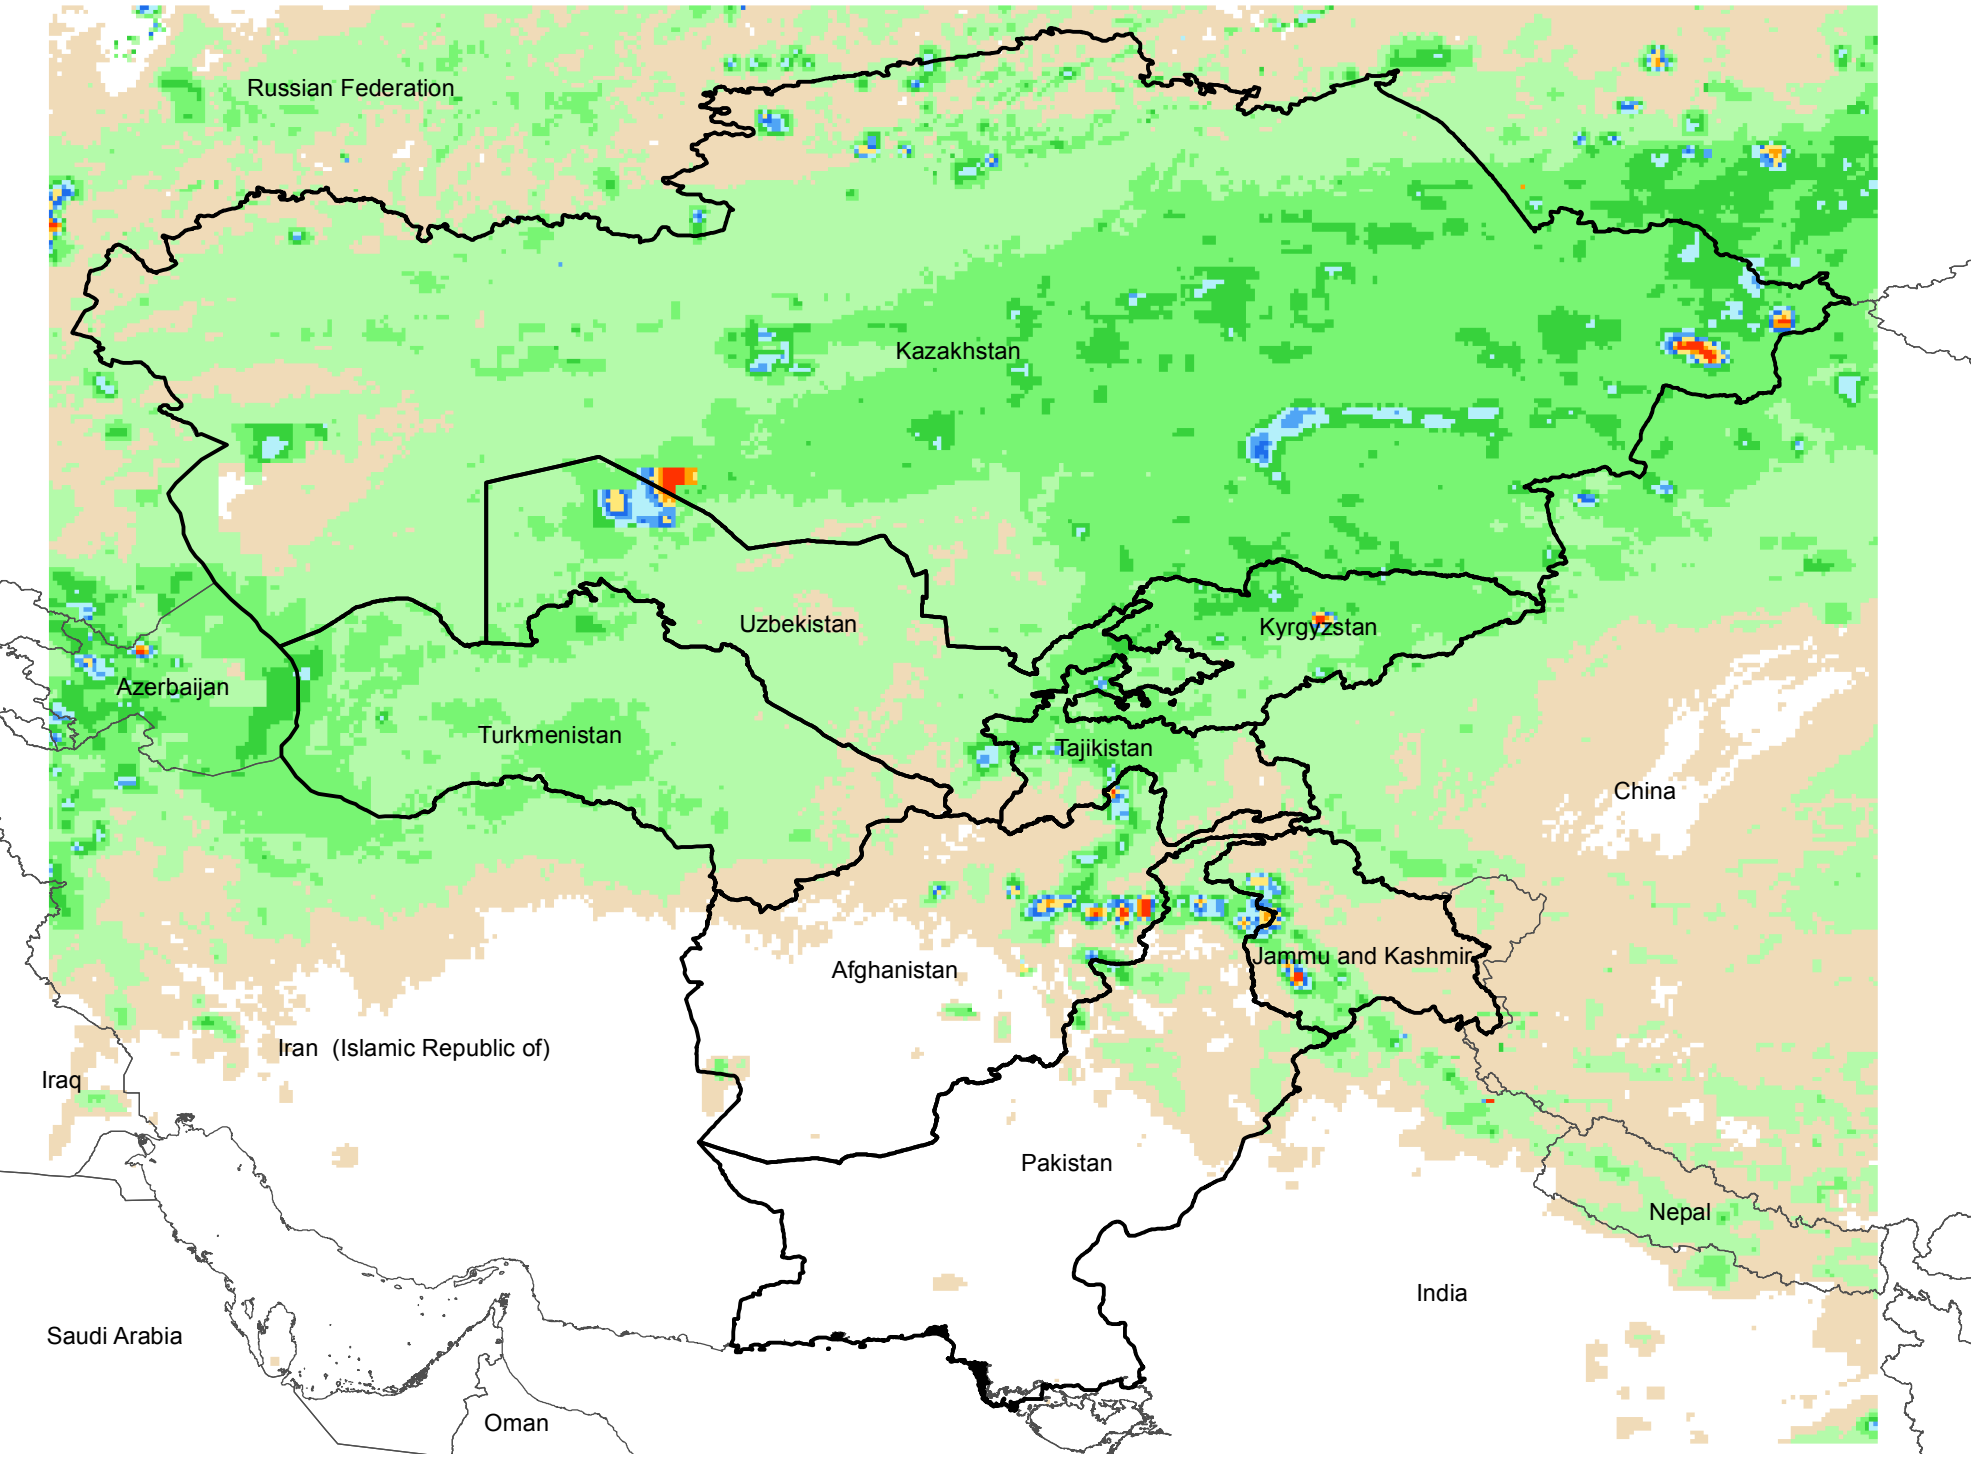 Russian Federation
Kazakhstan
Uzbekistan
Kyrgyzstan
Azerbaijan
Turkmenistan
Tajikistan
China
Jammu and Kashmir
Afghanistan
Iran  (Islamic Republic of)
Iraq
Pakistan
Nepal
India
Saudi Arabia
Oman